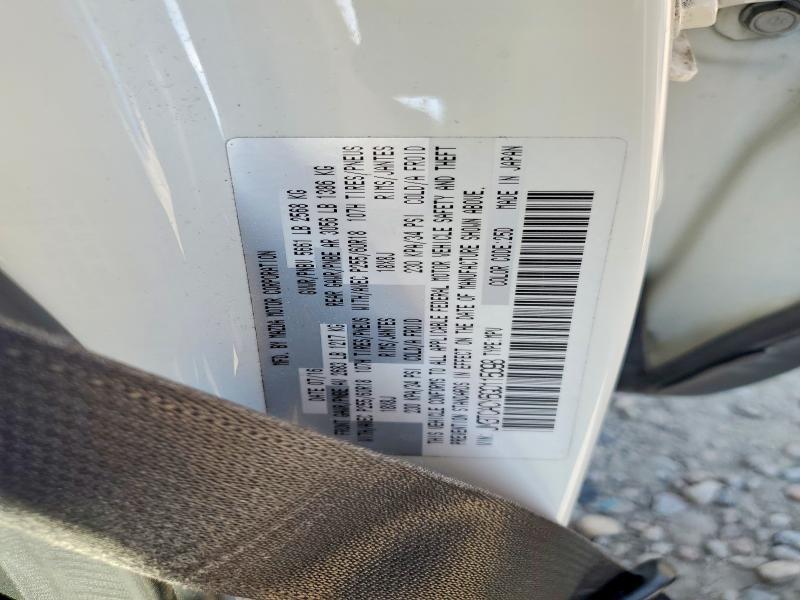 MFD. BY MAZDA MOTOR CORPORATION
DATE 07/16 GVWR/PNBV 5661 LB 2568 KG
FRONT GAWR/PNBE AV 2683 LB 1217 KG REAR GAWR/PNBE AR 3056 LB 1386 KG
WITH/AVEC P255/60R18 107H TIRES/PNEUS WITH/AVEC P255/60R18 107H TIRES/PNEUS
18X8J RIMS/JANTES 18X8J RIMS/JANTES
230 KPA/34 PSI COLD/A FROID 230 KPA/34 PSI COLD/A FROID
THIS VEHICLE CONFORMS TO ALL APPLICABLE FEDERAL MOTOR VEHICLE SAFETY AND THEFT
PREVENTION STANDARDS IN EFFECT ON THE DATE OF MANUFACTURE SHOWN ABOVE.
VIN: TYPE:MPV
COLOR CODE:25D MADE IN JAPAN